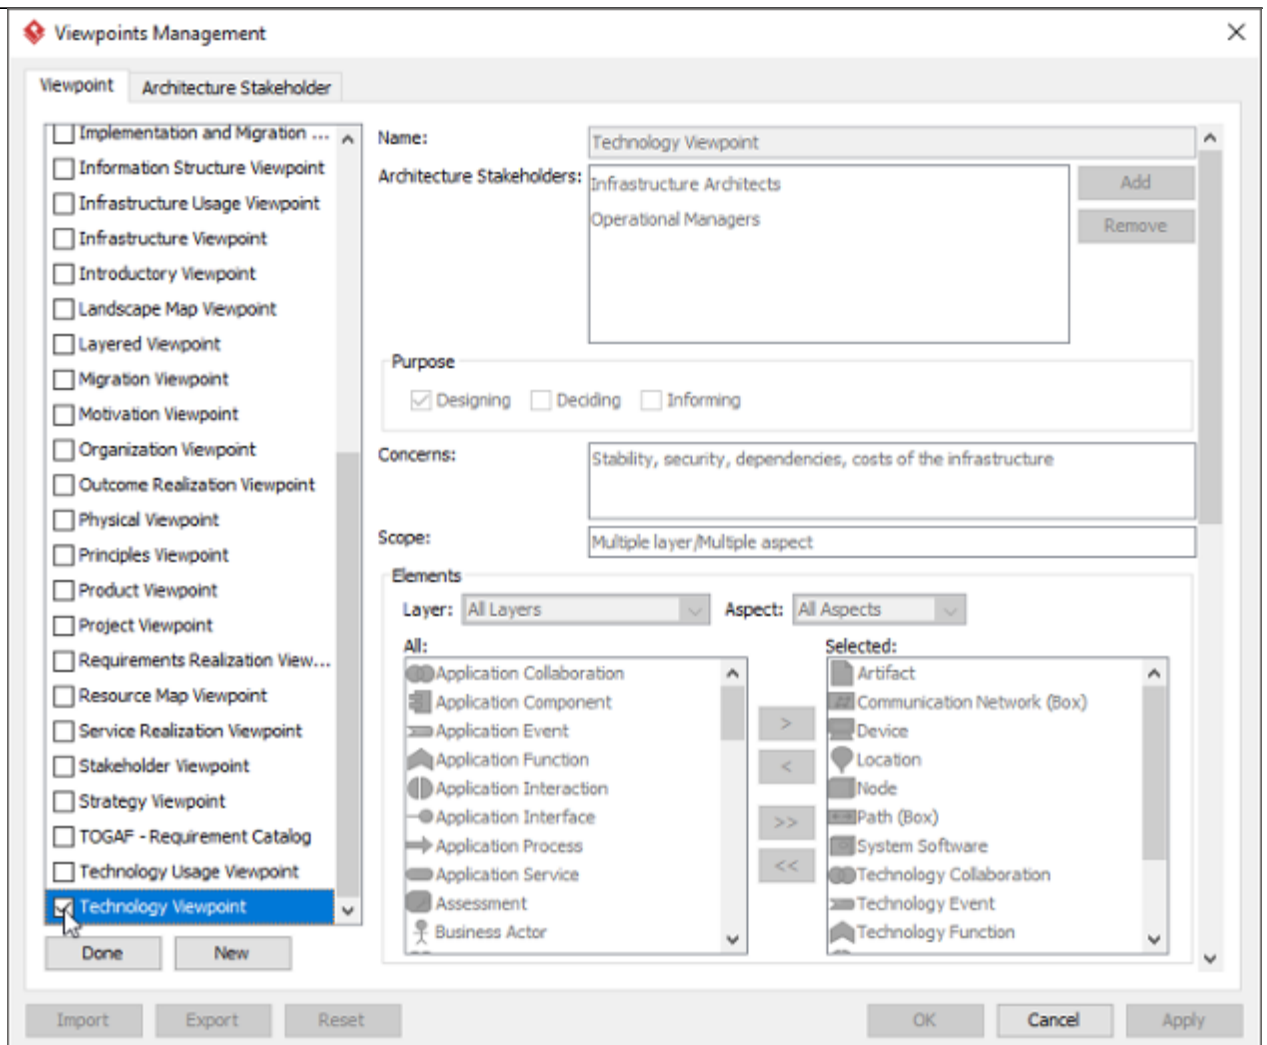 Viewpoints Management
Viewpoint
Architecture Stakeholder
Implementation and Migration ...
Information Structure Viewpoint
Infrastructure Usage Viewpoint
Infrastructure Viewpoint
Introductory Viewpoint
Landscape Map Viewpoint
Layered Viewpoint
Migration Viewpoint
Motivation Viewpoint
Organization Viewpoint
Outcome Realization Viewpoint
Physical Viewpoint
Principles Viewpoint
Product Viewpoint
Project Viewpoint
Requirements Realization View...
Resource Map Viewpoint
Service Realization Viewpoint
Stakeholder Viewpoint
Strategy Viewpoint
TOGAF - Requirement Catalog
Technology Usage Viewpoint
Technology Viewpoint
Done
New
Name:
Technology Viewpoint
Architecture Stakeholders:
Infrastructure Architects
Operational Managers
Add
Remove
Purpose
Designing
Deciding
Informing
Concerns:
Stability, security, dependencies, costs of the infrastructure
Scope:
Multiple layer/Multiple aspect
Elements
Layer:
All Layers
Aspect:
All Aspects
All:
Application Collaboration
Application Component
Application Event
Application Function
Application Interaction
Application Interface
Application Process
Application Service
Assessment
Business Actor
>
<
>>
<<
Selected:
Artifact
Communication Network (Box)
Device
Location
Node
Path (Box)
System Software
Technology Collaboration
Technology Event
Technology Function
Import
Export
Reset
OK
Cancel
Apply